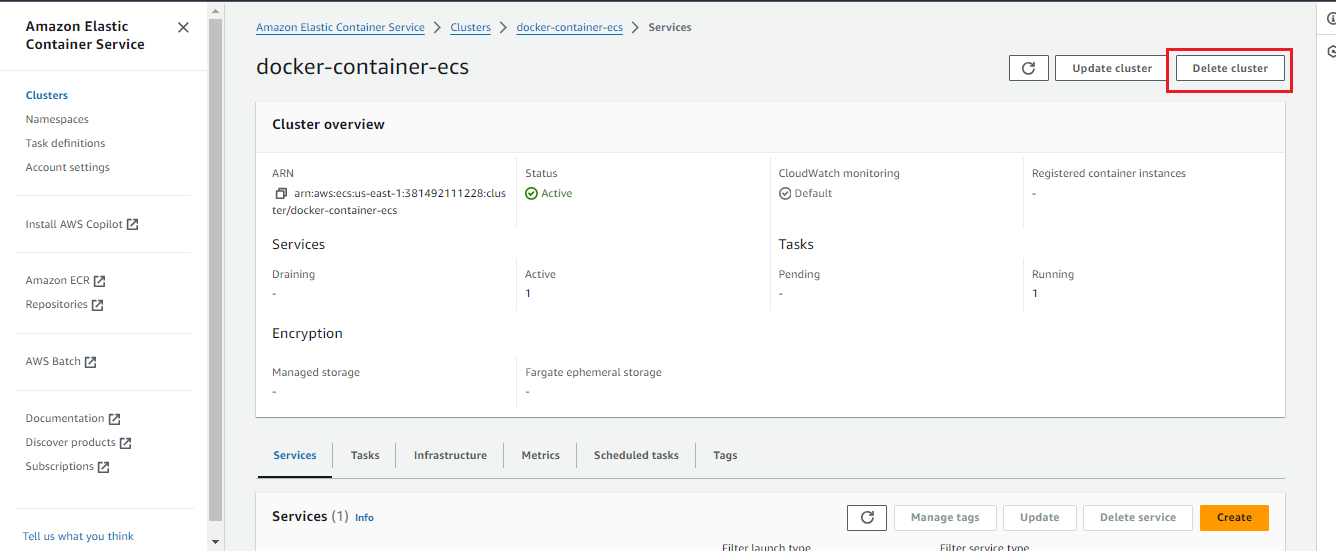 Amazon Elastic
Container Service
Clusters
Namespaces
Task definitions
Account settings
Install AWS Copilot
Amazon ECR
Repositories
AWS Batch
Documentation
Discover products
Subscriptions
Tell us what you think
Amazon Elastic Container Service > Clusters > docker-container-ecs > Services
docker-container-ecs
Update cluster
Delete cluster
Cluster overview
ARN
arn:aws:ecs:us-east-1:381492111228:clus
ter/docker-container-ecs
Status
Active
CloudWatch monitoring
Default
Registered container instances
-
Services
Tasks
Draining
-
Active
1
Pending
-
Running
1
Encryption
Managed storage
-
Fargate ephemeral storage
-
Services Tasks Infrastructure Metrics Scheduled tasks Tags
Services (1) Info
Manage tags
Update
Delete service
Create
Filter launch type
Filter service type